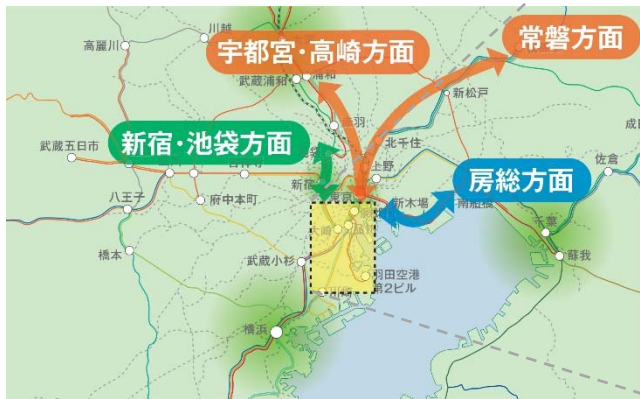 川越
高麗川
宇都宮・高崎方面
常磐方面
武蔵浦和
浦和
新松戸
赤羽
北千住
成田
新宿・池袋方面
武蔵五日市
上野
佐倉
房総方面
八王子
府中本町
新宿
新木場
南船橋
千葉
大崎
橋本
武蔵小杉
羽田空港
第2ビル
蘇我
川崎
横浜